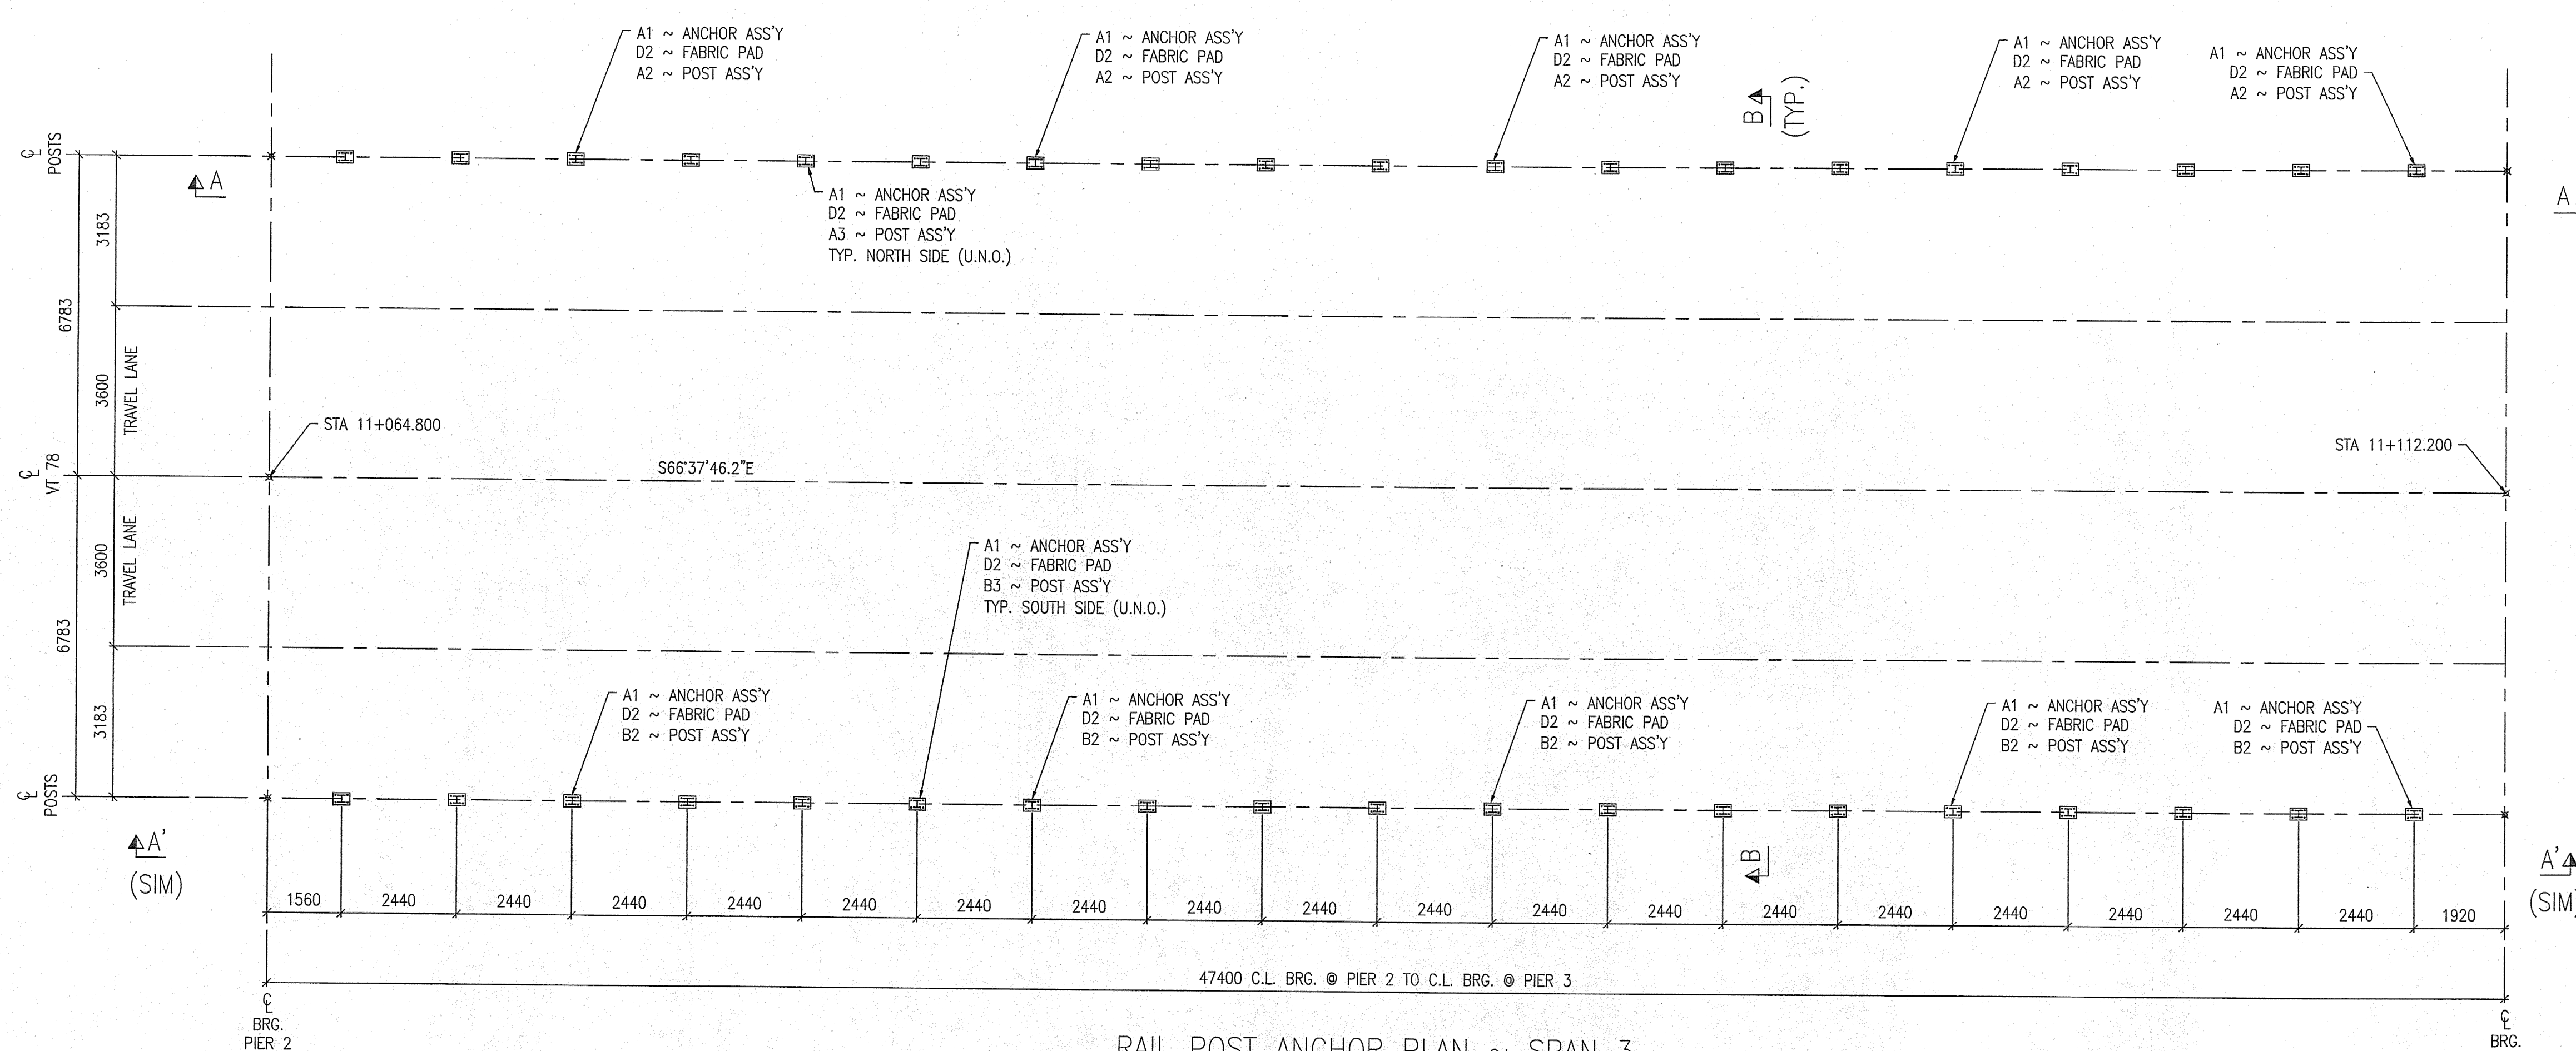 A1 ~ ANCHOR ASS'Y
D2 ~ FABRIC PAD
A2 ~ POST ASS'Y
A1 ~ ANCHOR ASS'Y
D2 ~ FABRIC PAD
A2 ~ POST ASS'Y
A1 ~ ANCHOR ASS'Y
D2 ~ FABRIC PAD
A2 ~ POST ASS'Y
A1 ~ ANCHOR ASS'Y
D2 ~ FABRIC PAD
A2 ~ POST ASS'Y
A1 ~ ANCHOR ASS'Y
D2 ~ FABRIC PAD
A2 ~ POST ASS'Y
B
(TYP.)
℄
POSTS
A
A
A1 ~ ANCHOR ASS'Y
D2 ~ FABRIC PAD
A3 ~ POST ASS'Y
TYP. NORTH SIDE (U.N.O.)
3183
6783
3600
TRAVEL LANE
STA 11+064.800
S66°37'46.2"E
STA 11+112.200
℄
VT 78
3600
TRAVEL LANE
6783
3183
A1 ~ ANCHOR ASS'Y
D2 ~ FABRIC PAD
B3 ~ POST ASS'Y
TYP. SOUTH SIDE (U.N.O.)
A1 ~ ANCHOR ASS'Y
D2 ~ FABRIC PAD
B2 ~ POST ASS'Y
A1 ~ ANCHOR ASS'Y
D2 ~ FABRIC PAD
B2 ~ POST ASS'Y
A1 ~ ANCHOR ASS'Y
D2 ~ FABRIC PAD
B2 ~ POST ASS'Y
A1 ~ ANCHOR ASS'Y
D2 ~ FABRIC PAD
B2 ~ POST ASS'Y
A1 ~ ANCHOR ASS'Y
D2 ~ FABRIC PAD
B2 ~ POST ASS'Y
℄
POSTS
A'
(SIM)
B
A'
(SIM)
1560 2440 2440 2440 2440 2440 2440 2440 2440 2440 2440 2440 2440 2440 2440 2440 2440 2440 2440 1920
47400 C.L. BRG. @ PIER 2 TO C.L. BRG. @ PIER 3
℄
BRG.
PIER 2
℄
BRG.
RAIL POST ANCHOR PLAN ~ SPAN 3